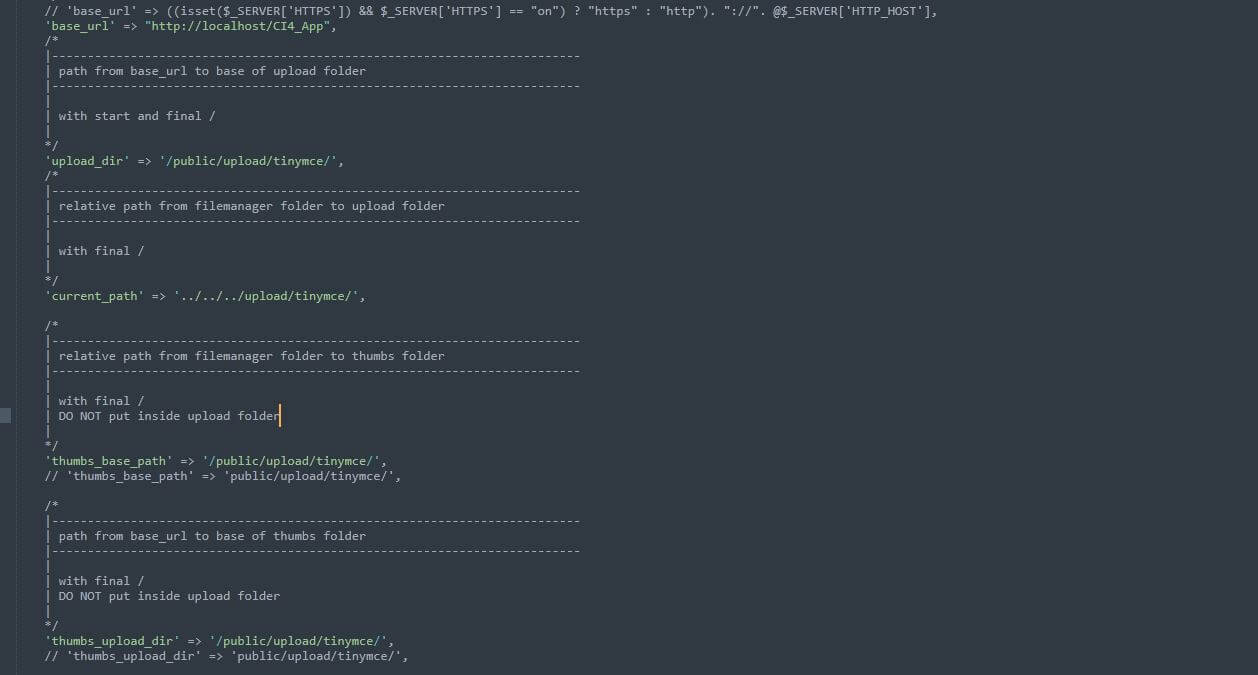 // 'base_url' => ((isset($_SERVER['HTTPS']) && $_SERVER['HTTPS'] == "on") ? "https" : "http"). "://". @$_SERVER['HTTP_HOST'],
'base_url' => "http://localhost/CI4_App",
/*
|--------------------------------------------------------------------------
| path from base_url to base of upload folder
|--------------------------------------------------------------------------
|
| with start and final /
|
*/
'upload_dir' => '/public/upload/tinymce/',
/*
|--------------------------------------------------------------------------
| relative path from filemanager folder to upload folder
|--------------------------------------------------------------------------
|
| with final /
|
*/
'current_path' => '../../../upload/tinymce/',

/*
|--------------------------------------------------------------------------
| relative path from filemanager folder to thumbs folder
|--------------------------------------------------------------------------
|
| with final /
| DO NOT put inside upload folder
|
*/
'thumbs_base_path' => '/public/upload/tinymce/',
// 'thumbs_base_path' => 'public/upload/tinymce/',

/*
|--------------------------------------------------------------------------
| path from base_url to base of thumbs folder
|--------------------------------------------------------------------------
|
| with final /
| DO NOT put inside upload folder
|
*/
'thumbs_upload_dir' => '/public/upload/tinymce/',
// 'thumbs_upload_dir' => 'public/upload/tinymce/',